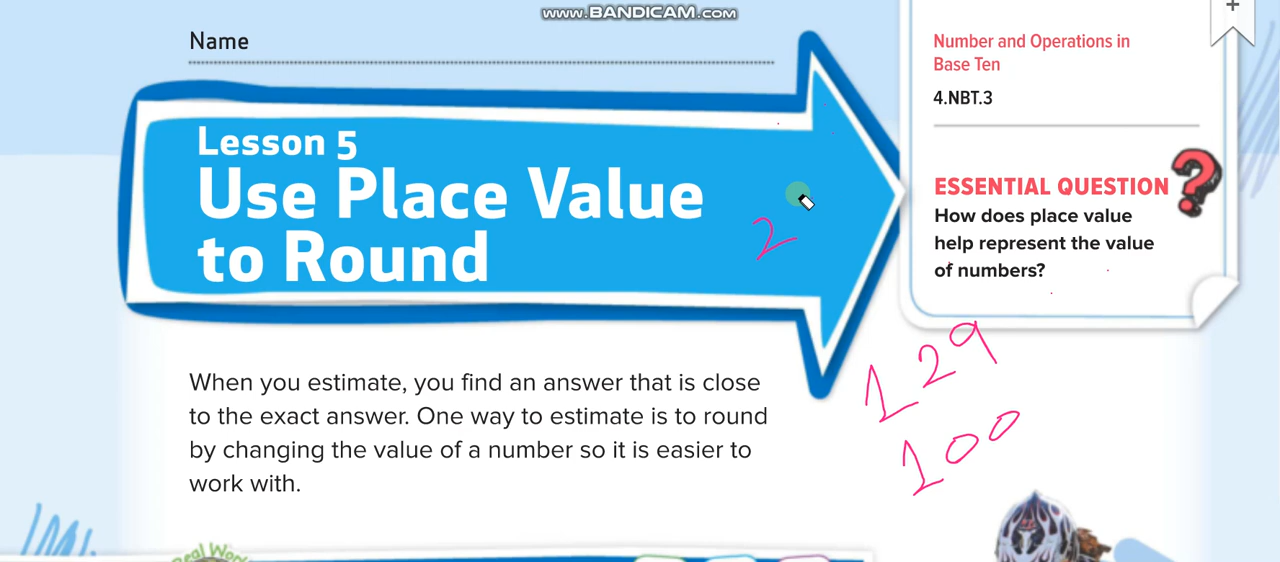 www.BANDICAM.com
Name
Number and Operations in
Base Ten
4.NBT.3
Lesson 5
Use Place Value
to Round
ESSENTIAL QUESTION
How does place value
help represent the value
of numbers?
2
129
100
When you estimate, you find an answer that is close
to the exact answer. One way to estimate is to round
by changing the value of a number so it is easier to
work with.
Real Wor